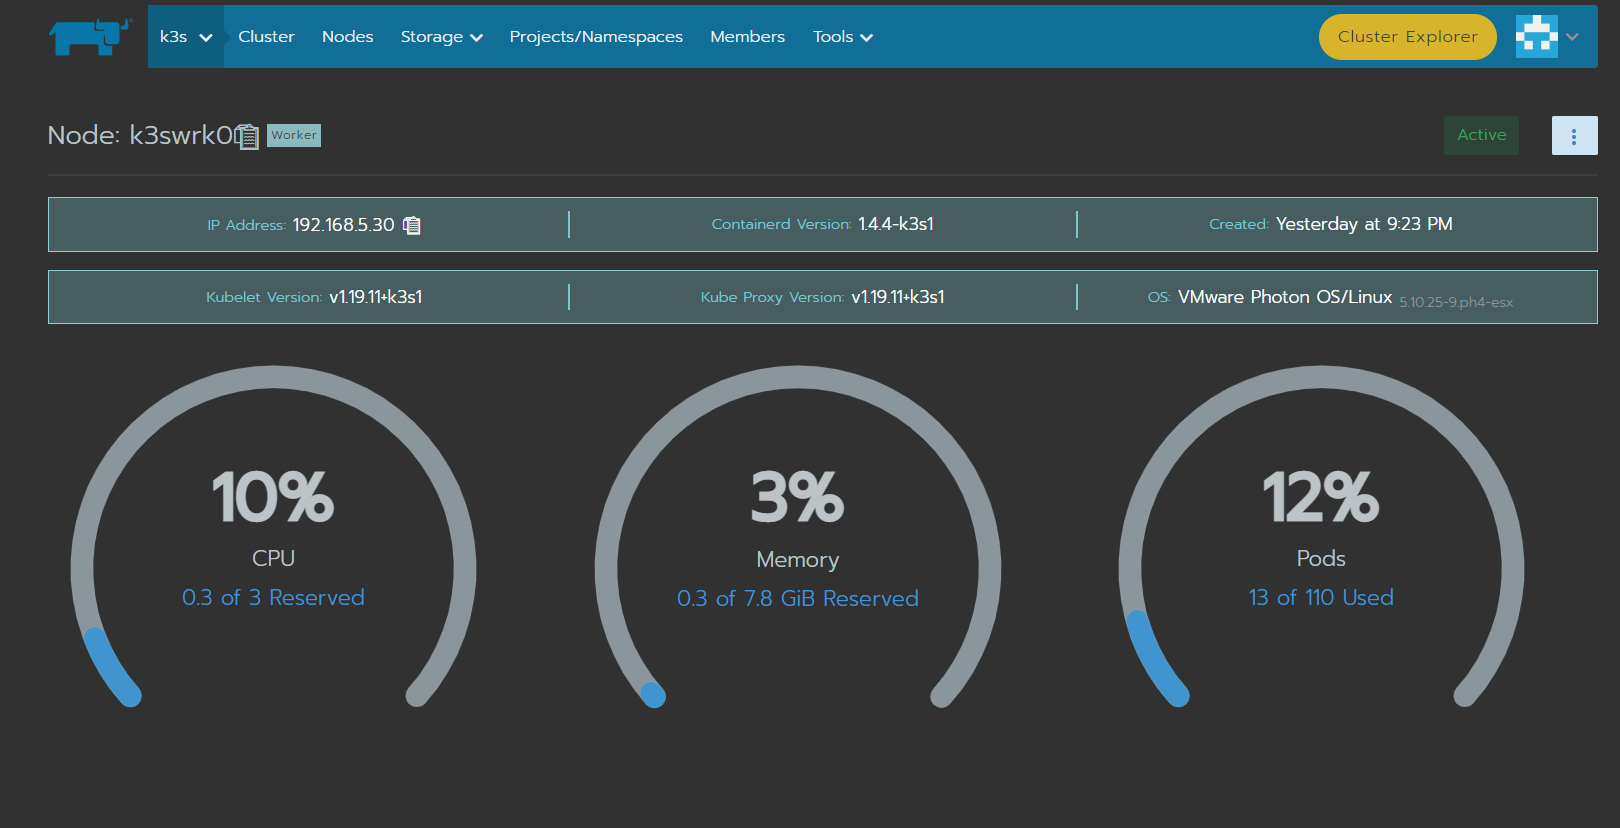 k3s Cluster Nodes Storage Projects/Namespaces Members Tools Cluster Explorer
Node: k3swrk0 Worker Active
IP Address: 192.168.5.30 Containerd Version: 1.4.4-k3s1 Created: Yesterday at 9:23 PM
Kubelet Version: v1.19.11+k3s1 Kube Proxy Version: v1.19.11+k3s1 OS: VMware Photon OS/Linux 5.10.25-9.ph4-esx
10% 3% 12%
CPU Memory Pods
0.3 of 3 Reserved 0.3 of 7.8 GiB Reserved 13 of 110 Used